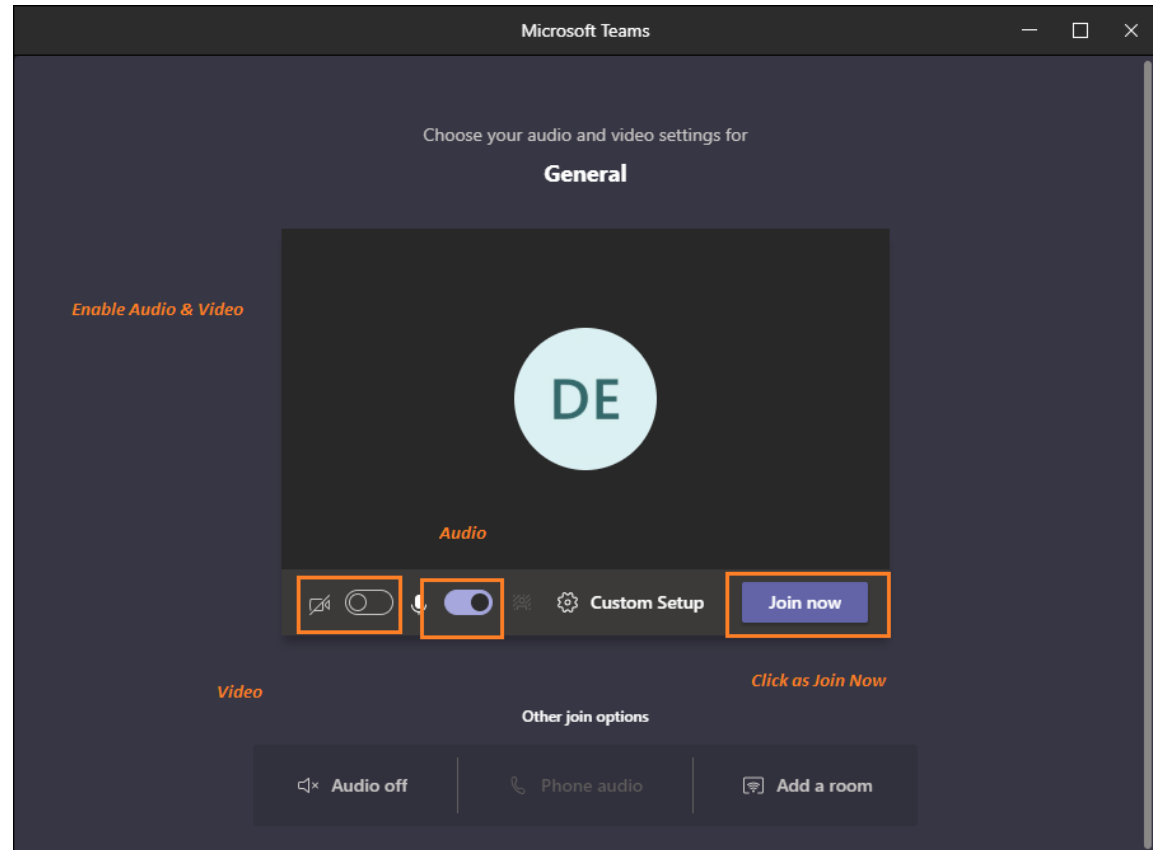 Microsoft Teams
Choose your audio and video settings for
General
Enable Audio & Video
DE
Audio
Custom Setup
Join now
Click as Join Now
Video
Other join options
Audio off
Phone audio
Add a room